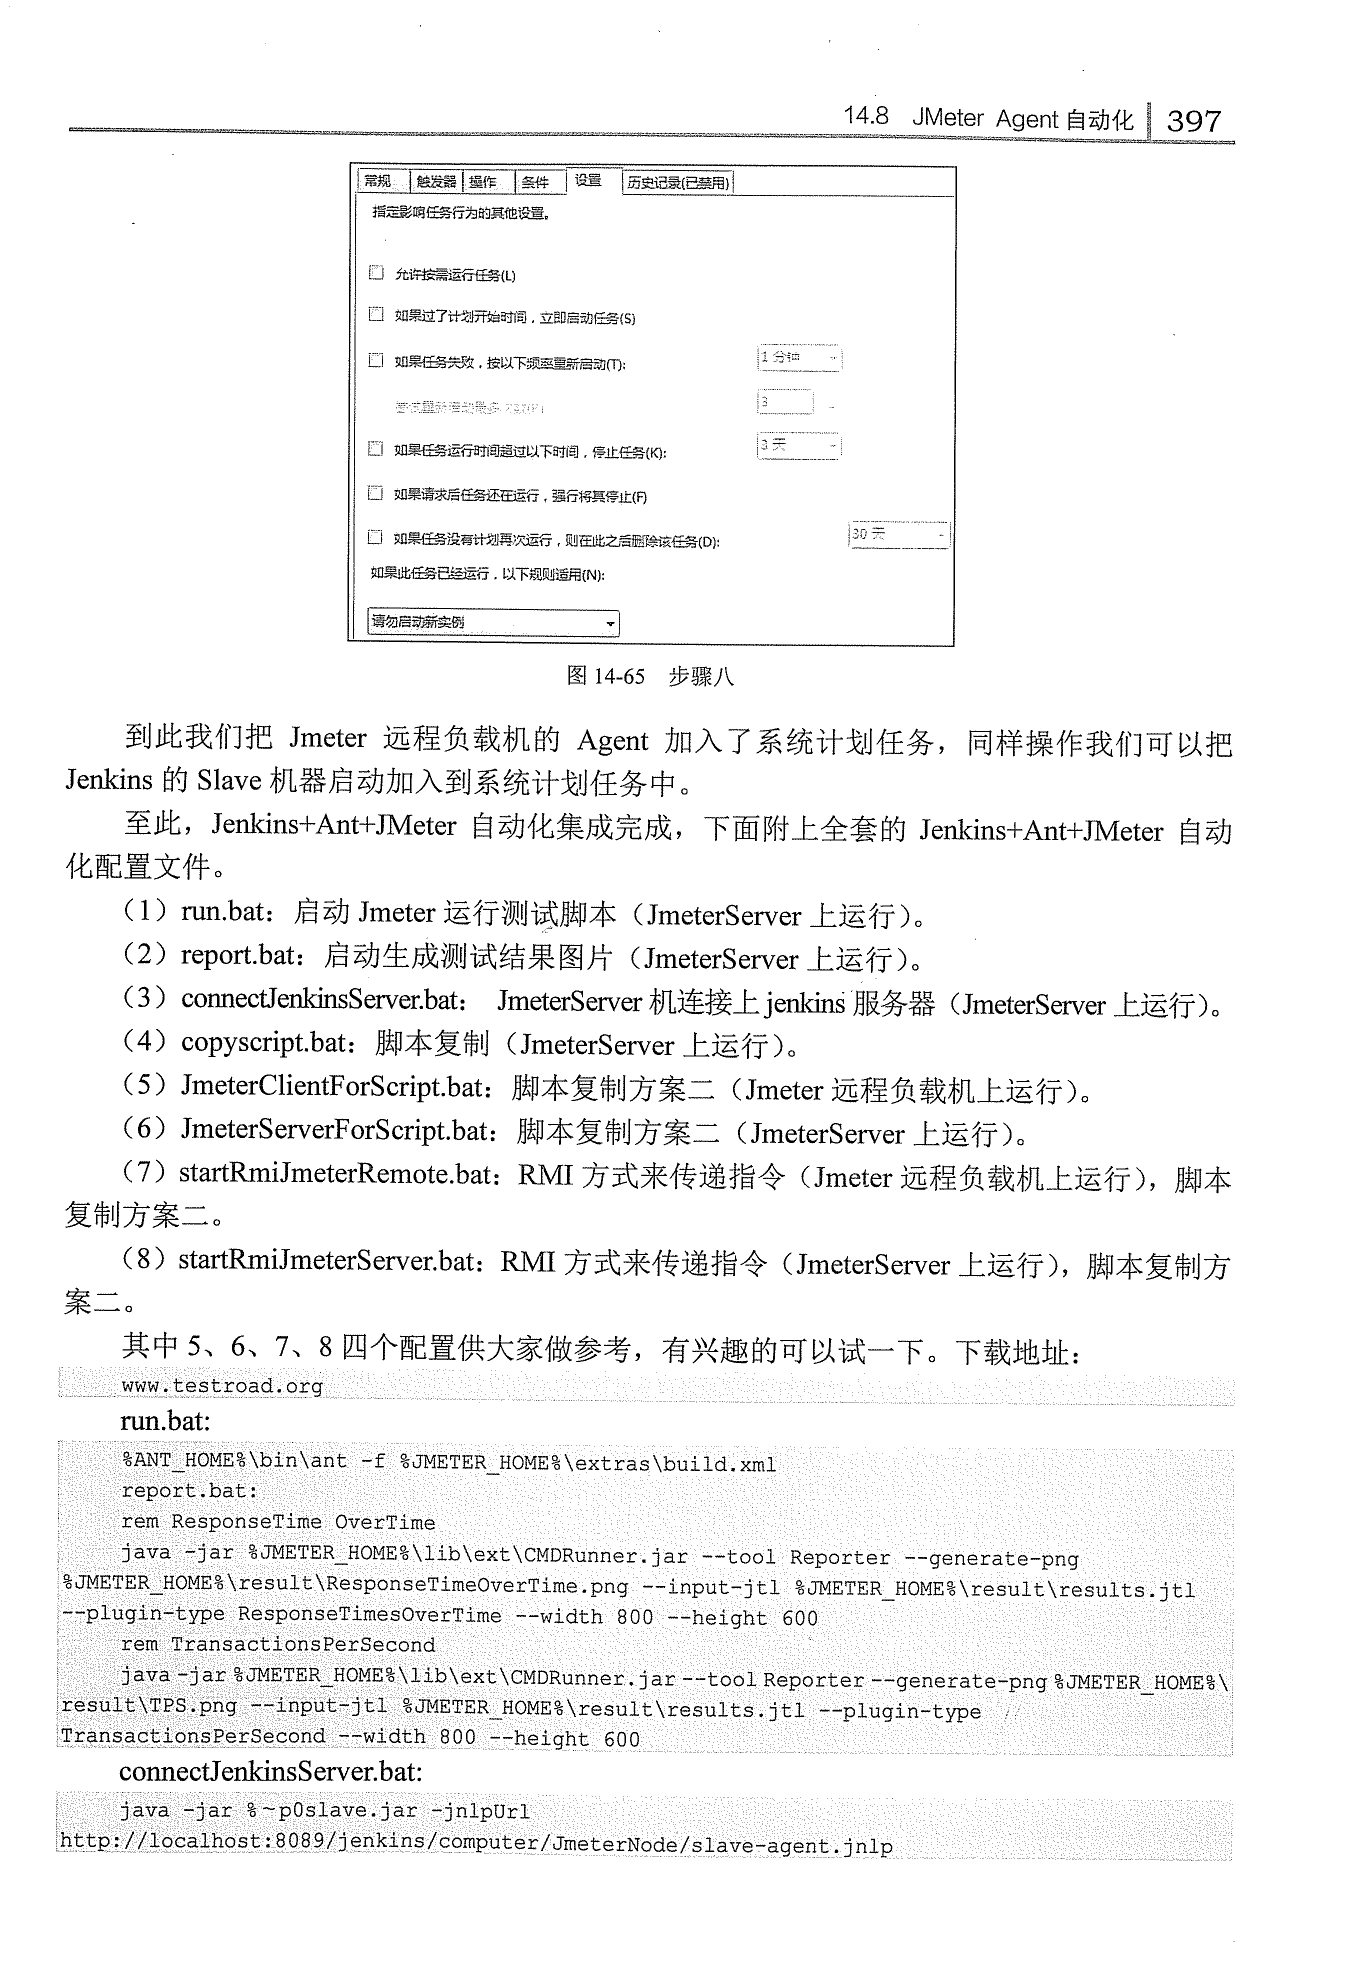 14.8 JMeter Agent 自动化 397
常规 触发器 操作 条件 设置 历史记录(已禁用)
指定影响任务行为的其他设置。
允许按需运行任务(L)
如果过了计划开始时间，立即启动任务(S)
如果任务失败，按以下频率重新启动(T): 1 分钟
3
如果任务运行时间超过以下时间，停止任务(K): 3 天
如果请求后任务还在运行，强行将其停止(F)
如果任务没有计划再次运行，则在此之后删除该任务(D): 30 天
如果此任务已经运行，以下规则适用(N):
请勿启动新实例
图 14-65 步骤八
到此我们把 Jmeter 远程负载机的 Agent 加入了系统计划任务，同样操作我们可以把
Jenkins 的 Slave 机器启动加入到系统计划任务中。
至此，Jenkins+Ant+JMeter 自动化集成完成，下面附上全套的 Jenkins+Ant+JMeter 自动
化配置文件。
（1）run.bat：启动 Jmeter 运行测试脚本（JmeterServer 上运行）。
（2）report.bat：启动生成测试结果图片（JmeterServer 上运行）。
（3）connectJenkinsServer.bat： JmeterServer 机连接上 jenkins 服务器（JmeterServer 上运行）。
（4）copyscript.bat：脚本复制（JmeterServer 上运行）。
（5）JmeterClientForScript.bat：脚本复制方案二（Jmeter 远程负载机上运行）。
（6）JmeterServerForScript.bat：脚本复制方案二（JmeterServer 上运行）。
（7）startRmiJmeterRemote.bat：RMI 方式来传递指令（Jmeter 远程负载机上运行），脚本
复制方案二。
（8）startRmiJmeterServer.bat：RMI 方式来传递指令（JmeterServer 上运行），脚本复制方
案二。
其中 5、6、7、8 四个配置供大家做参考，有兴趣的可以试一下。下载地址：
www.testroad.org
run.bat:
%ANT_HOME%\bin\ant -f %JMETER_HOME%\extras\build.xml
report.bat:
rem ResponseTime OverTime
java -jar %JMETER_HOME%\lib\ext\CMDRunner.jar --tool Reporter --generate-png
%JMETER_HOME%\result\ResponseTimeOverTime.png --input-jtl %JMETER_HOME%\result\results.jtl
--plugin-type ResponseTimesOverTime --width 800 --height 600
rem TransactionsPerSecond
java -jar %JMETER_HOME%\lib\ext\CMDRunner.jar --tool Reporter --generate-png %JMETER_HOME%\
result\TPS.png --input-jtl %JMETER_HOME%\result\results.jtl --plugin-type
TransactionsPerSecond --width 800 --height 600
connectJenkinsServer.bat:
java -jar %~p0slave.jar -jnlpUrl
http://localhost:8089/jenkins/computer/JmeterNode/slave-agent.jnlp